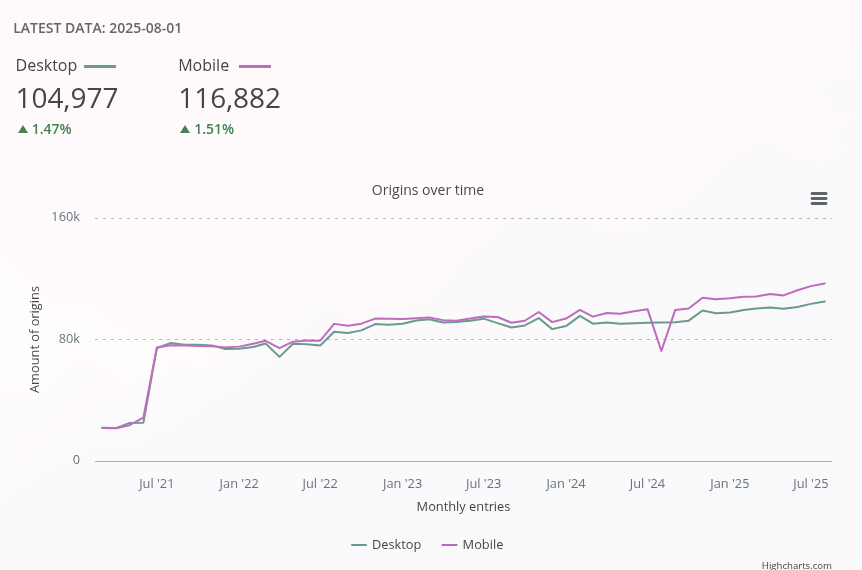 LATEST DATA: 2025-08-01
Desktop Mobile
104,977 116,882
▲ 1.47% ▲ 1.51%
Origins over time
160k
80k
0
Amount of origins
Jul '21 Jan '22 Jul '22 Jan '23 Jul '23 Jan '24 Jul '24 Jan '25 Jul '25
Monthly entries
Desktop Mobile
Highcharts.com